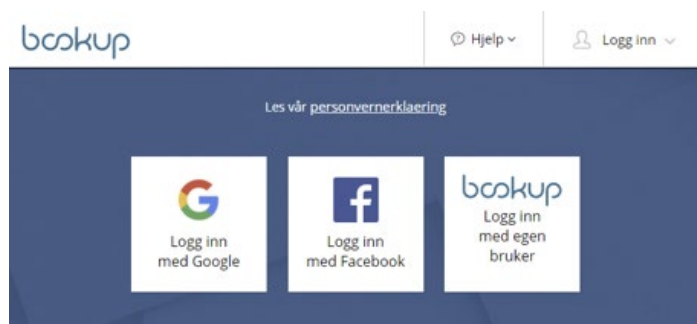 bookup
Hjelp
Logg inn
Les vår personvernerklaering
Logg inn
med Google
Logg inn
med Facebook
bookup
Logg inn
med egen
bruker